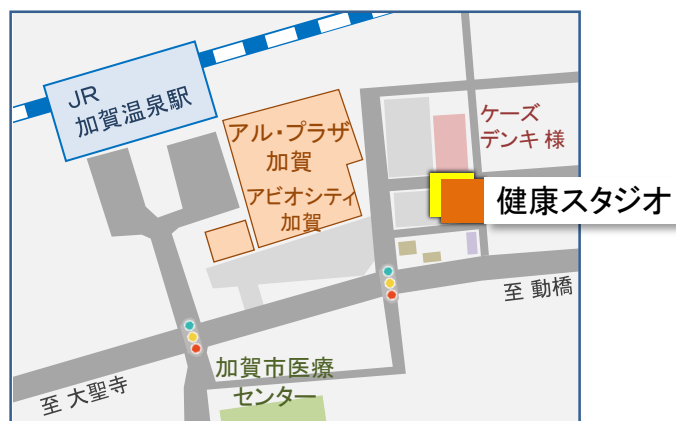 JR
加賀温泉駅
アル・プラザ
加賀
アビオシティ
加賀
ケーズ
デンキ 様
健康スタジオ
至 動橋
加賀市医療
センター
至 大聖寺